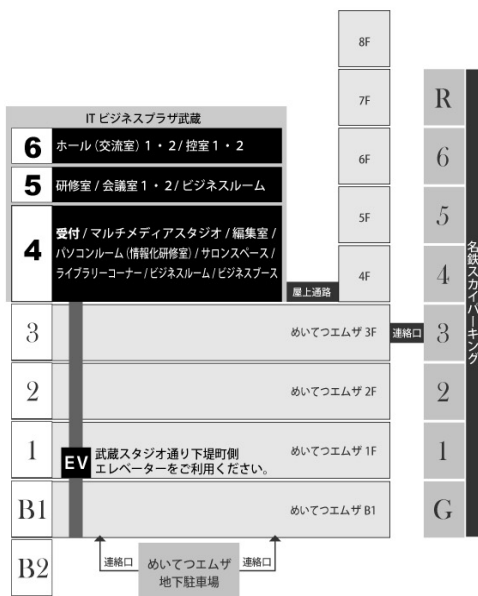 8F
7F
6F
5F
4F
R
6
5
4
3
2
1
G
名鉄スカイパーキング
ITビジネスプラザ武蔵
6 ホール(交流室)1・2/控室1・2
5 研修室/会議室1・2/ビジネスルーム
4 受付/マルチメディアスタジオ/編集室/
パソコンルーム(情報化研修室)/サロンスペース/
ライブラリーコーナー/ビジネスルーム/ビジネスブース
屋上通路
3 めいてつエムザ 3F
連絡口
2 めいてつエムザ 2F
1 めいてつエムザ 1F
EV 武蔵スタジオ通り下堤町側
エレベーターをご利用ください。
B1 めいてつエムザ B1
B2
連絡口
めいてつエムザ
地下駐車場
連絡口